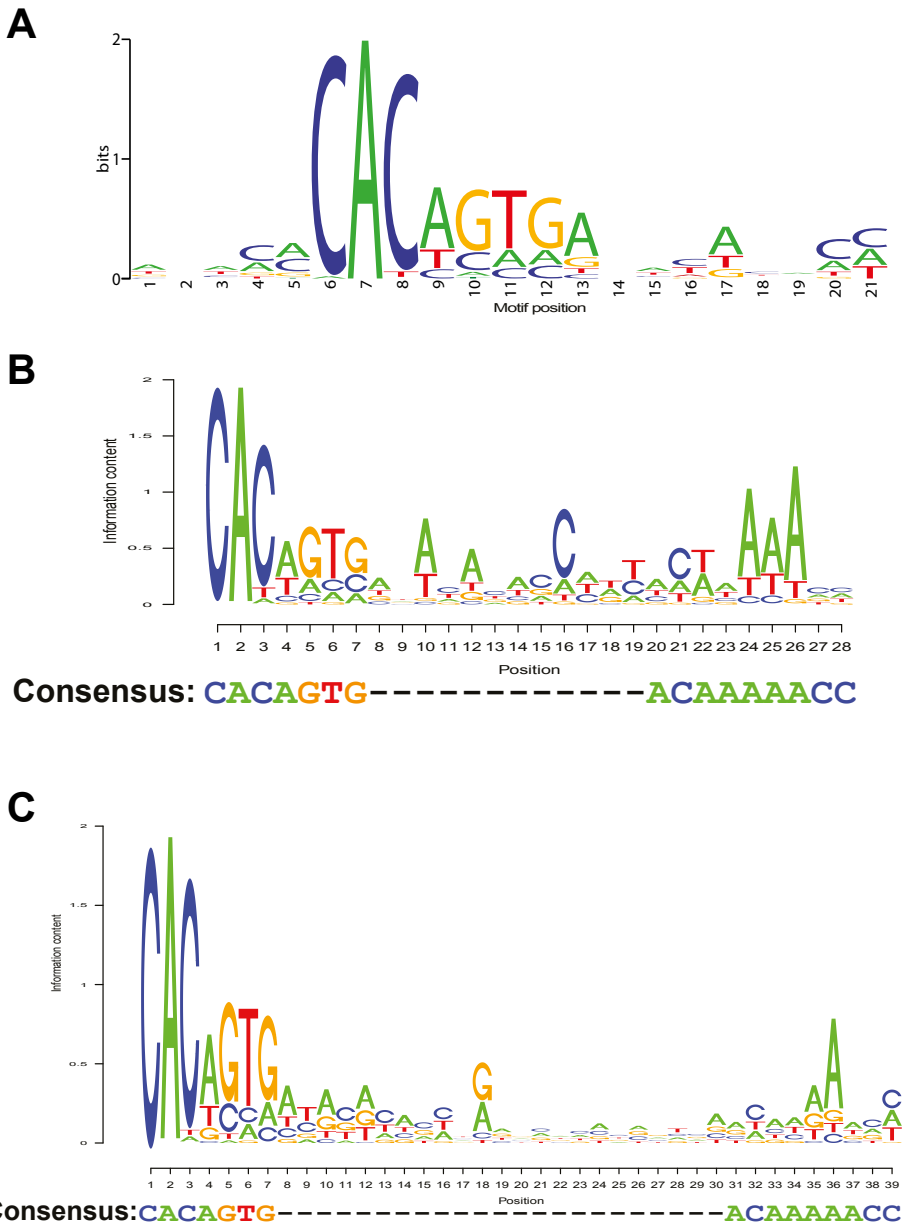 A
2
1
0
bits
CACAGTGA
1 2 3 4 5 6 7 8 9 10 11 12 13 14 15 16 17 18 19 20 21
Motif position
B
2
1.5
1
0.5
0
Information content
CACAGTG
1 2 3 4 5 6 7 8 9 10 11 12 13 14 15 16 17 18 19 20 21 22 23 24 25 26 27 28
Position
Consensus: CACAGTG------------ACAAAAACC
C
2
1.5
1
0.5
0
Information content
CACAGTG
1 2 3 4 5 6 7 8 9 10 11 12 13 14 15 16 17 18 19 20 21 22 23 24 25 26 27 28 29 30 31 32 33 34 35 36 37 38 39
Position
Consensus:CACAGTG-----------------------ACAAAAACC